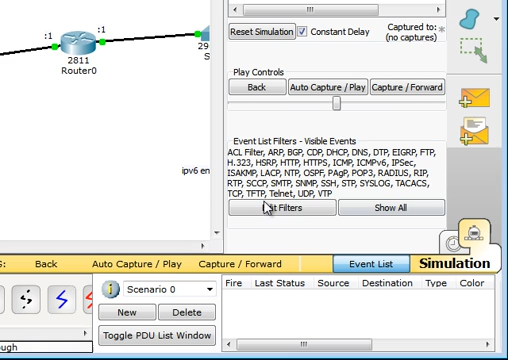 :1
:1
2811
Router0
29
S
ipv6 en
Reset Simulation
Constant Delay
Captured to:
(no captures)
*
Play Controls
Back
Auto Capture / Play
Capture / Forward
Event List Filters - Visible Events
ACL Filter, ARP, BGP, CDP, DHCP, DNS, DTP, EIGRP, FTP,
H.323, HSRP, HTTP, HTTPS, ICMP, ICMPv6, IPSec,
ISAKMP, LACP, NTP, OSPF, PAgP, POP3, RADIUS, RIP,
RTP, SCCP, SMTP, SNMP, SSH, STP, SYSLOG, TACACS,
TCP, TFTP, Telnet, UDP, VTP
Filters
Show All
S:
Back
Auto Capture / Play
Capture / Forward
Event List
Simulation
Scenario 0
New
Delete
Toggle PDU List Window
Fire
Last Status
Source
Destination
Type
Color
ough